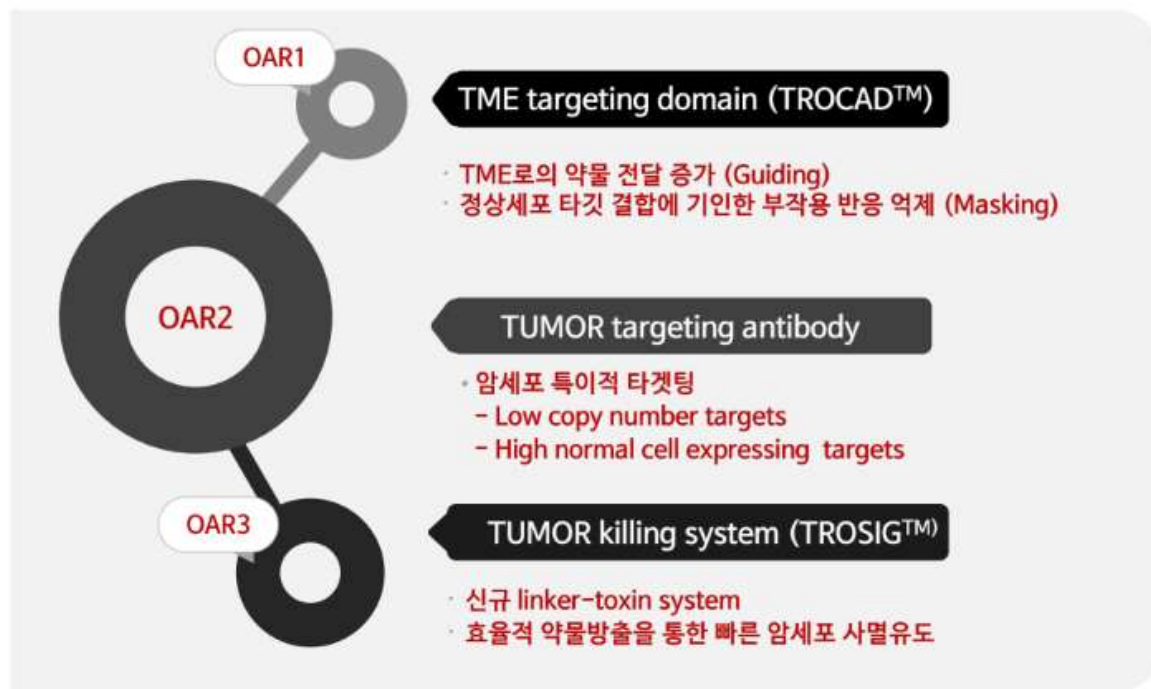 OAR1
TME targeting domain (TROCAD™)
· TME로의 약물 전달 증가 (Guiding)
· 정상세포 타깃 결합에 기인한 부작용 반응 억제 (Masking)
OAR2
TUMOR targeting antibody
• 암세포 특이적 타겟팅
- Low copy number targets
- High normal cell expressing targets
OAR3
TUMOR killing system (TROSIG™)
· 신규 linker-toxin system
· 효율적 약물방출을 통한 빠른 암세포 사멸유도